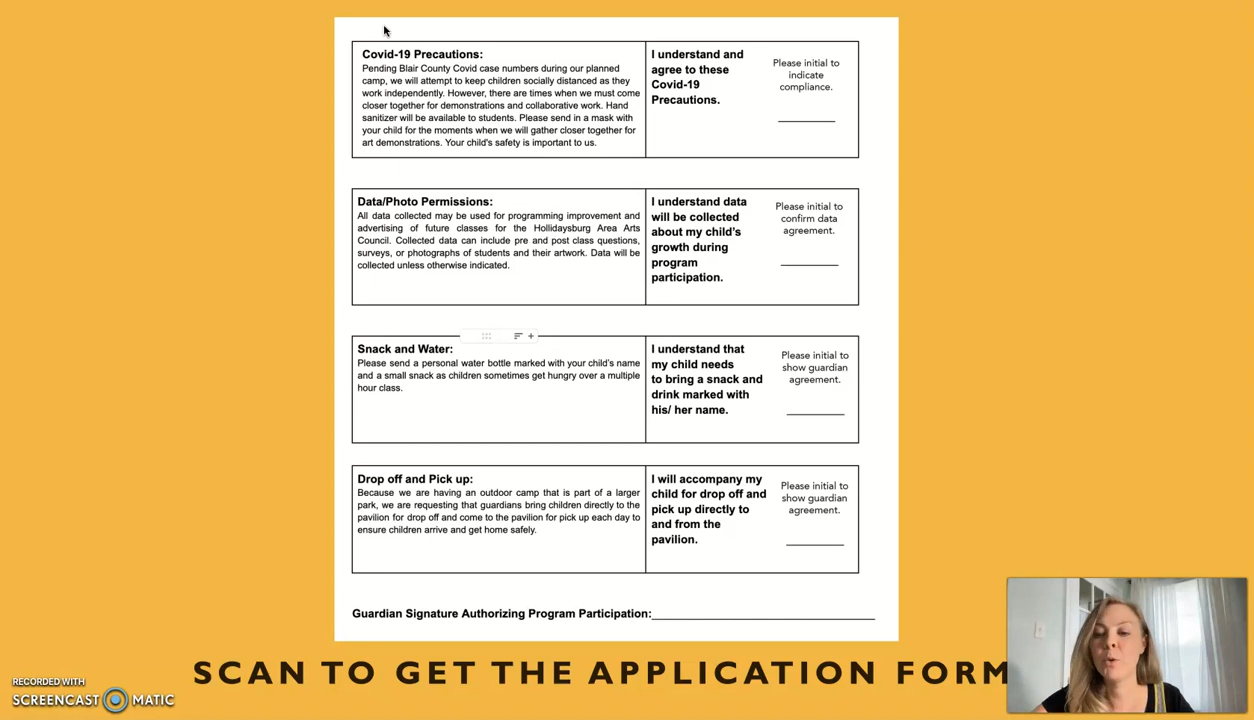 Covid-19 Precautions:
Pending Blair County Covid case numbers during our planned
camp, we will attempt to keep children socially distanced as they
work independently. However, there are times when we must come
closer together for demonstrations and collaborative work. Hand
sanitizer will be available to students. Please send in a mask with
your child for the moments when we will gather closer together for
art demonstrations. Your child's safety is important to us.
I understand and
agree to these
Covid-19
Precautions.
Please initial to
indicate
compliance.
Data/Photo Permissions:
All data collected may be used for programming improvement and
advertising of future classes for the Hollidaysburg Area Arts
Council. Collected data can include pre and post class questions,
surveys, or photographs of students and their artwork. Data will be
collected unless otherwise indicated.
I understand data
will be collected
about my child's
growth during
program
participation.
Please initial to
confirm data
agreement.
Snack and Water:
Please send a personal water bottle marked with your child's name
and a small snack as children sometimes get hungry over a multiple
hour class.
I understand that
my child needs
to bring a snack and
drink marked with
his/ her name.
Please initial to
show guardian
agreement.
Drop off and Pick up:
Because we are having an outdoor camp that is part of a larger
park, we are requesting that guardians bring children directly to the
pavilion for drop off and come to the pavilion for pick up each day to
ensure children arrive and get home safely.
I will accompany my
child for drop off and
pick up directly to
and from the
pavilion.
Please initial to
show guardian
agreement.
Guardian Signature Authorizing Program Participation:
SCAN TO GET THE APPLICATION FORM
RECORDED WITH
SCREENCAST MATIC